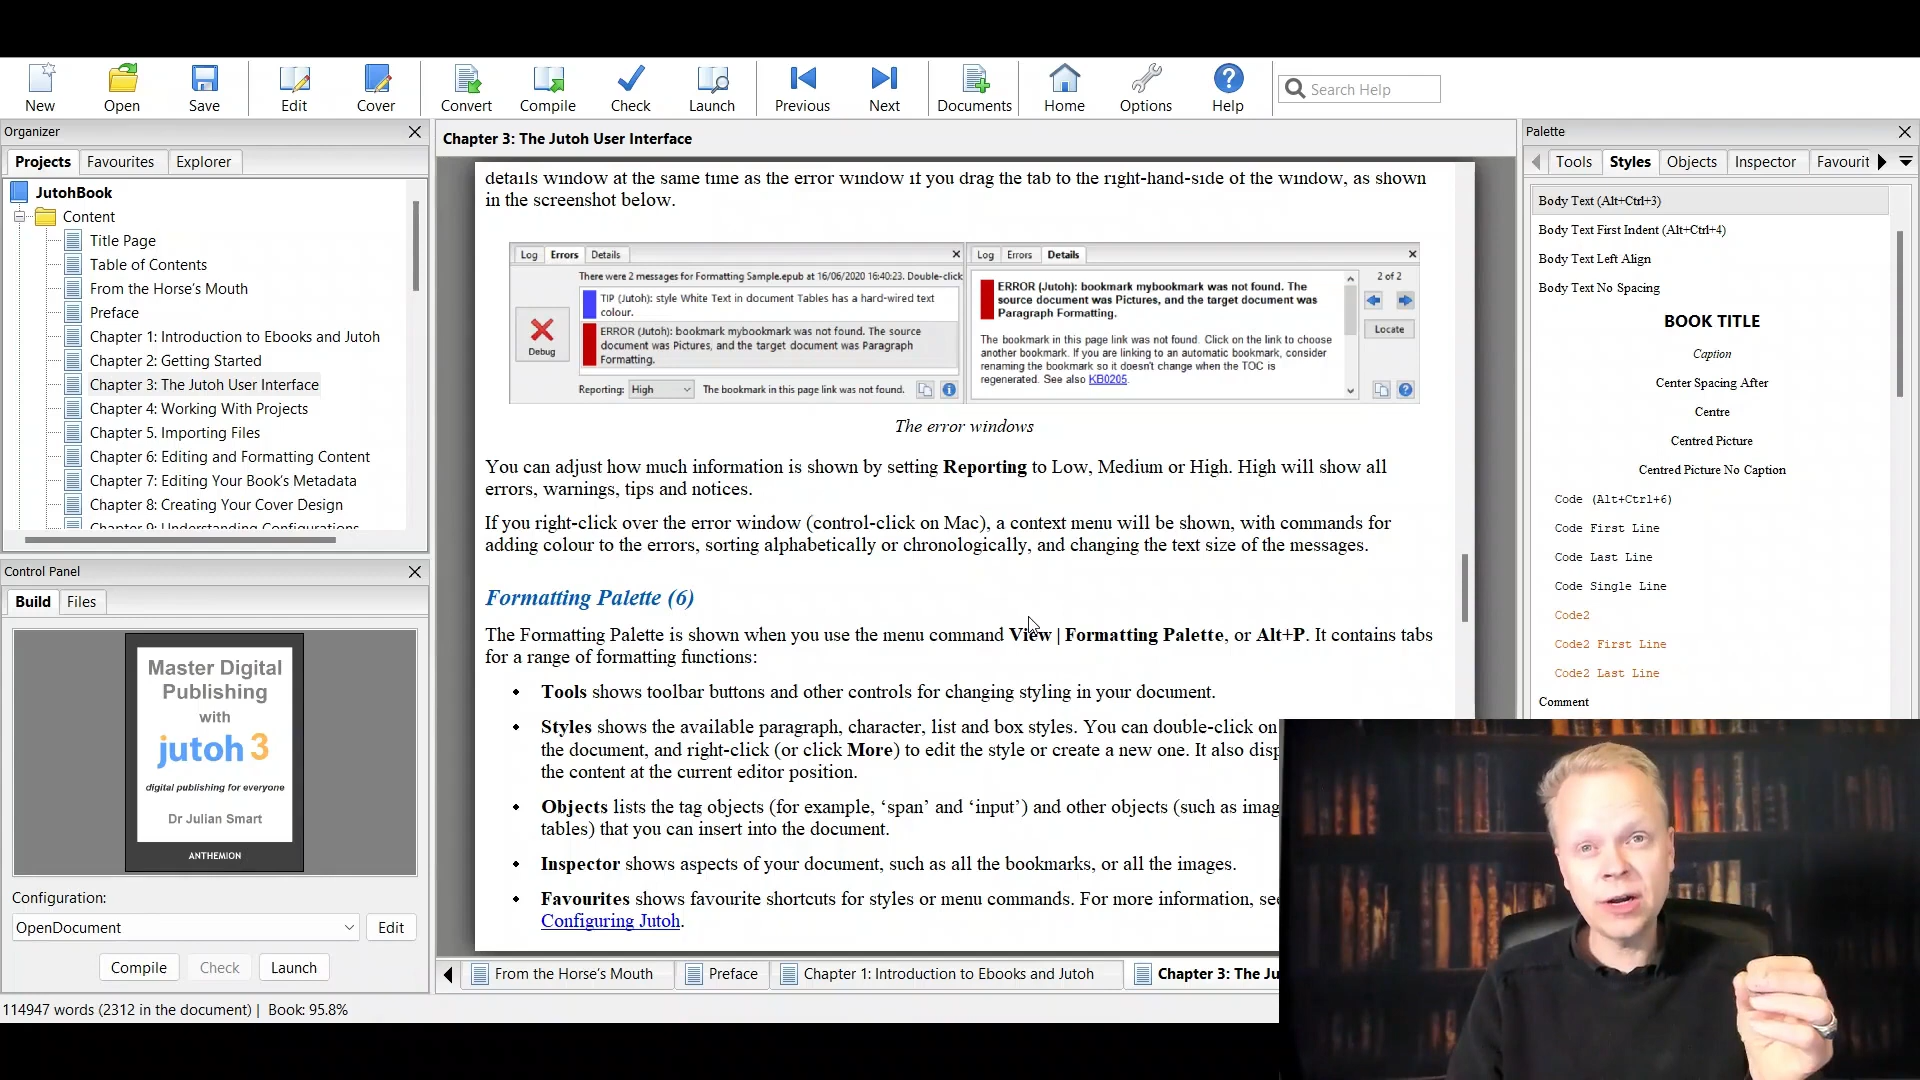 New
Open
Save
Edit
Cover
Convert
Compile
Check
Launch
Previous
Next
Documents
Home
Options
Help
Search Help
Organizer
Projects
Favourites
Explorer
JutohBook
Content
Title Page
Table of Contents
From the Horse's Mouth
Preface
Chapter 1: Introduction to Ebooks and Jutoh
Chapter 2: Getting Started
Chapter 3: The Jutoh User Interface
Chapter 4: Working With Projects
Chapter 5. Importing Files
Chapter 6: Editing and Formatting Content
Chapter 7: Editing Your Book's Metadata
Chapter 8: Creating Your Cover Design
Chapter 9: Understanding Configurations
Control Panel
Build
Files
Master Digital
Publishing
with
jutoh 3
digital publishing for everyone
Dr Julian Smart
ANTHEMION
Configuration:
OpenDocument
Edit
Compile
Check
Launch
114947 words (2312 in the document) | Book: 95.8%
Chapter 3: The Jutoh User Interface
details window at the same time as the error window if you drag the tab to the right-hand-side of the window, as shown
in the screenshot below.
Log
Errors
Details
There were 2 messages for Formatting Sample.epub at 16/06/2020 16:40:23. Double-click
TIP (Jutoh): style White Text in document Tables has a hard-wired text
colour.
ERROR (Jutoh): bookmark mybookmark was not found. The source
document was Pictures, and the target document was Paragraph
Formatting.
Debug
Reporting:
High
The bookmark in this page link was not found.
Log
Errors
Details
ERROR (Jutoh): bookmark mybookmark was not found. The
source document was Pictures, and the target document was
Paragraph Formatting.
The bookmark in this page link was not found. Click on the link to choose
another bookmark. If you are linking to an automatic bookmark, consider
renaming the bookmark so it doesn't change when the TOC is
regenerated. See also KB0205.
2 of 2
Locate
The error windows
You can adjust how much information is shown by setting Reporting to Low, Medium or High. High will show all
errors, warnings, tips and notices.
If you right-click over the error window (control-click on Mac), a context menu will be shown, with commands for
adding colour to the errors, sorting alphabetically or chronologically, and changing the text size of the messages.
Formatting Palette (6)
The Formatting Palette is shown when you use the menu command View | Formatting Palette, or Alt+P. It contains tabs
for a range of formatting functions:
• Tools shows toolbar buttons and other controls for changing styling in your document.
• Styles shows the available paragraph, character, list and box styles. You can double-click on
the document, and right-click (or click More) to edit the style or create a new one. It also disp
the content at the current editor position.
• Objects lists the tag objects (for example, ‘span’ and ‘input’) and other objects (such as imag
tables) that you can insert into the document.
• Inspector shows aspects of your document, such as all the bookmarks, or all the images.
• Favourites shows favourite shortcuts for styles or menu commands. For more information, see
Configuring Jutoh.
From the Horse's Mouth
Preface
Chapter 1: Introduction to Ebooks and Jutoh
Chapter 3: The Ju
Palette
Tools
Styles
Objects
Inspector
Favourit
Body Text (Alt+Ctrl+3)
Body Text First Indent (Alt+Ctrl+4)
Body Text Left Align
Body Text No Spacing
BOOK TITLE
Caption
Center Spacing After
Centre
Centred Picture
Centred Picture No Caption
Code (Alt+Ctrl+6)
Code First Line
Code Last Line
Code Single Line
Code2
Code2 First Line
Code2 Last Line
Comment